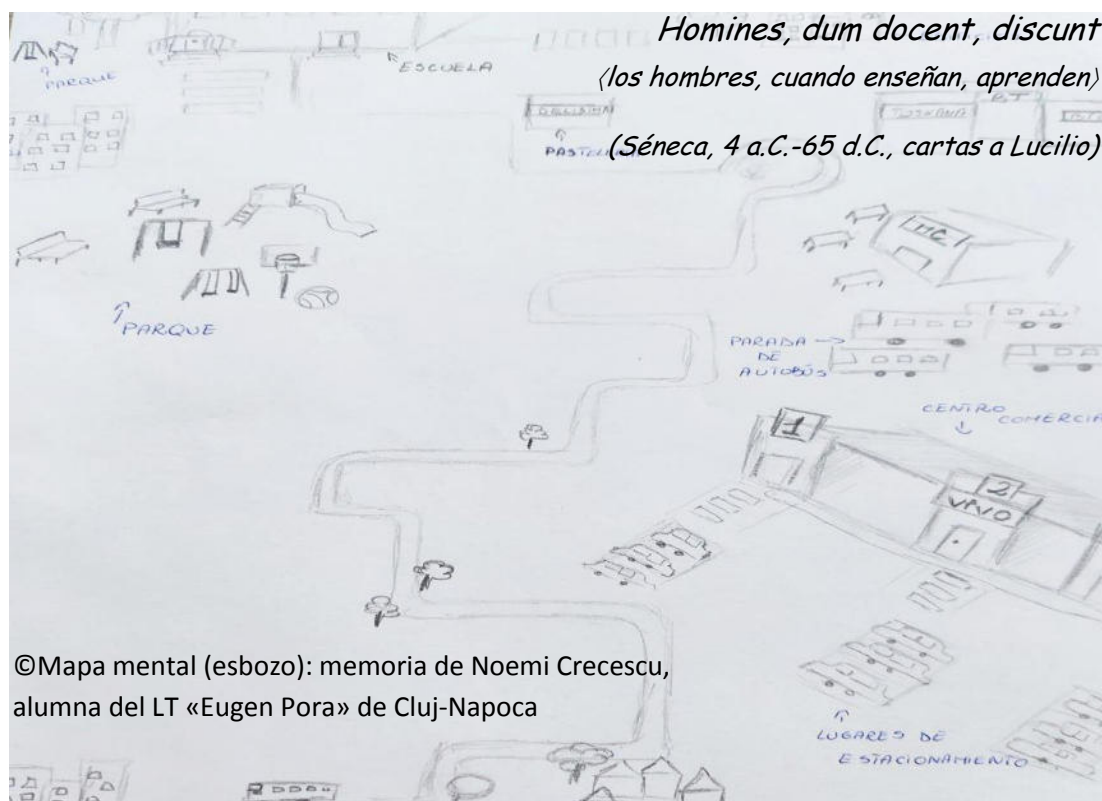 Homines, dum docent, discunt
⟨los hombres, cuando enseñan, aprenden⟩
(Séneca, 4 a.C.-65 d.C., cartas a Lucilio)
PARQUE
ESCUELA
PARQUE
PARADA
DE
AUTOBÚS
CENTRO
COMERCIA
1
2
VIVO
©Mapa mental (esbozo): memoria de Noemi Crecescu,
alumna del LT «Eugen Pora» de Cluj-Napoca
LUGARES DE
ESTACIONAMIENTO